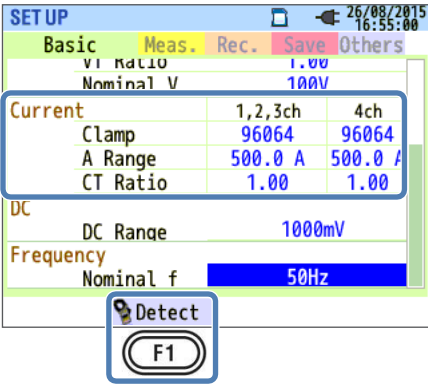 SET UP 26/08/2015
16:55:00
Basic Meas. Rec. Save Others
VT Ratio 1.00
Nominal V 100V
Current 1,2,3ch 4ch
Clamp 96064 96064
A Range 500.0 A 500.0 A
CT Ratio 1.00 1.00
DC
DC Range 1000mV
Frequency
Nominal f 50Hz
Detect
F1